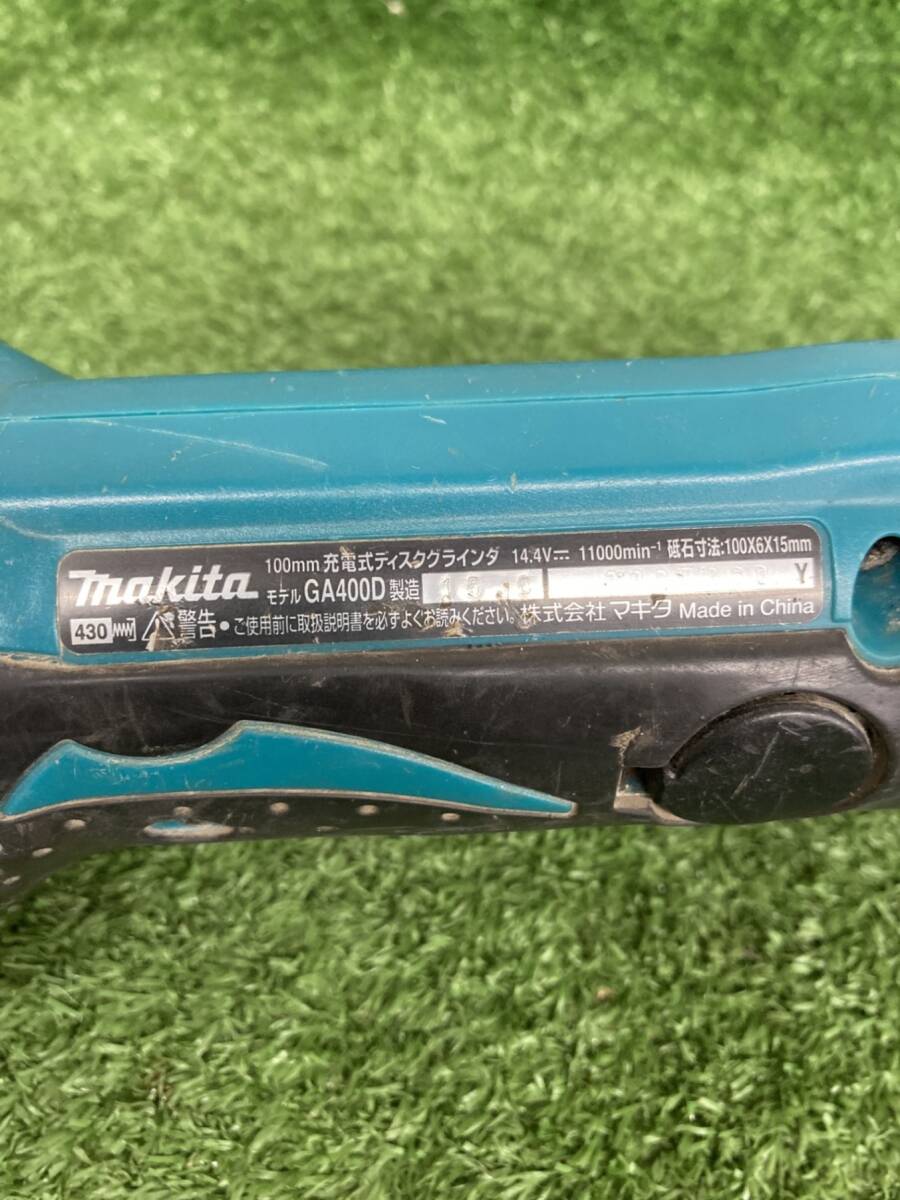 makita 100mm 充電式ディスクグラインダ 14.4V⎓ 11000min⁻¹ 砥石寸法:100X6X15mm
モデル GA400D 製造 Y
430 警告・ご使用前に取扱説明書を必ずよくお読みください。株式会社 マキタ Made in China